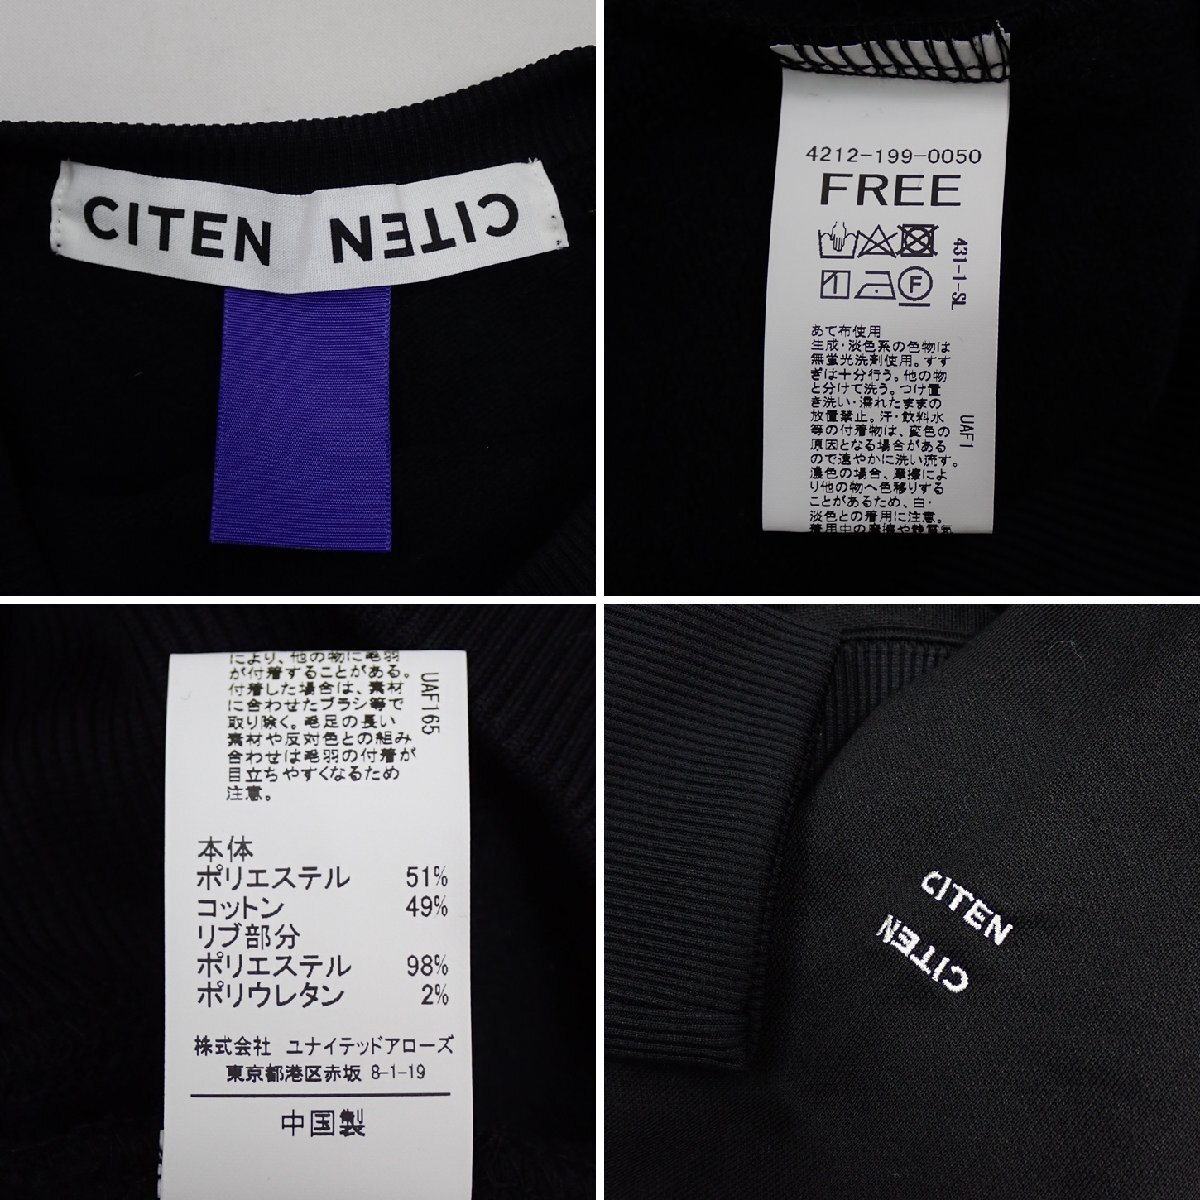 CITEN CITEN
4212-199-0050
FREE
F
431-1-SL
あて布使用
生成・淡色系の色物は
無蛍光洗剤使用。すす
ぎは十分行う。他の物
と分けて洗う。つけ置
き洗い・濡れたままの
放置禁止。汗・飲料水
等の付着物は、変色の
原因となる場合がある
ので速やかに洗い流す。
濃色の場合、摩擦によ
り他の物へ色移りする
ことがあるため、白・
淡色との着用に注意。
着用中の摩擦や静電気
UAF1
により、他の物に毛羽
が付着することがある。
付着した場合は、素材
に合わせたブラシ等で
取り除く。毛足の長い
素材や反対色との組み
合わせは毛羽の付着が
目立ちやすくなるため
注意。
UAF165
本体
ポリエステル 51%
コットン 49%
リブ部分
ポリエステル 98%
ポリウレタン 2%
株式会社 ユナイテッドアローズ
東京都港区赤坂 8-1-19
中国製
CITEN
CITEN